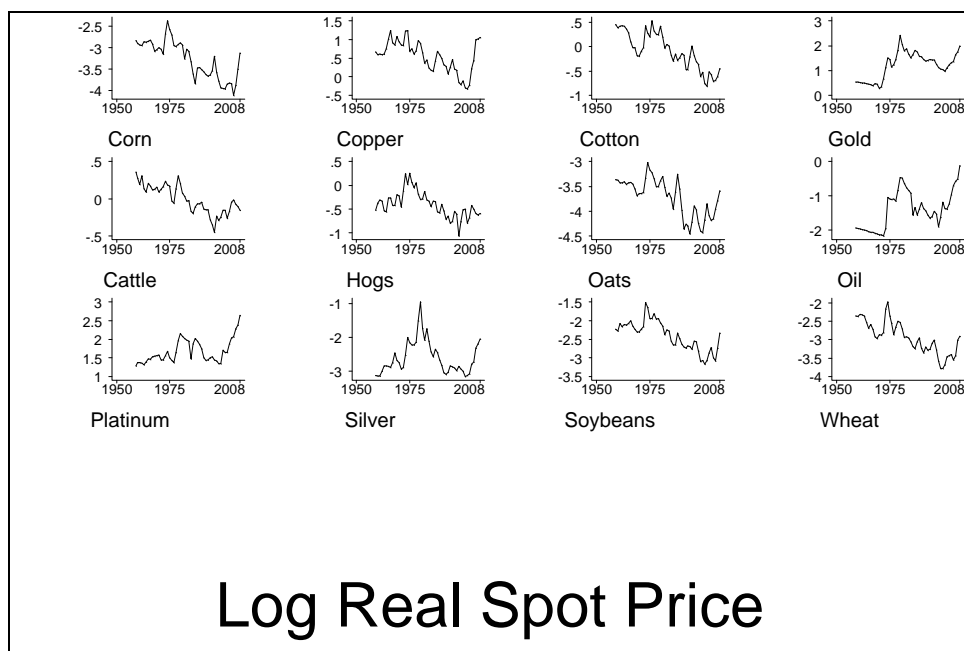 -2.5
-3
-3.5
-4
1950 1975 2008
Corn
1.5
1
.5
0
-.5
1950 1975 2008
Copper
.5
0
-.5
-1
1950 1975 2008
Cotton
3
2
1
0
1950 1975 2008
Gold
.5
0
-.5
1950 1975 2008
Cattle
.5
0
-.5
-1
1950 1975 2008
Hogs
-3
-3.5
-4
-4.5
1950 1975 2008
Oats
0
-1
-2
1950 1975 2008
Oil
3
2.5
2
1.5
1
1950 1975 2008
Platinum
-1
-2
-3
1950 1975 2008
Silver
-1.5
-2
-2.5
-3
-3.5
1950 1975 2008
Soybeans
-2
-2.5
-3
-3.5
-4
1950 1975 2008
Wheat
Log Real Spot Price